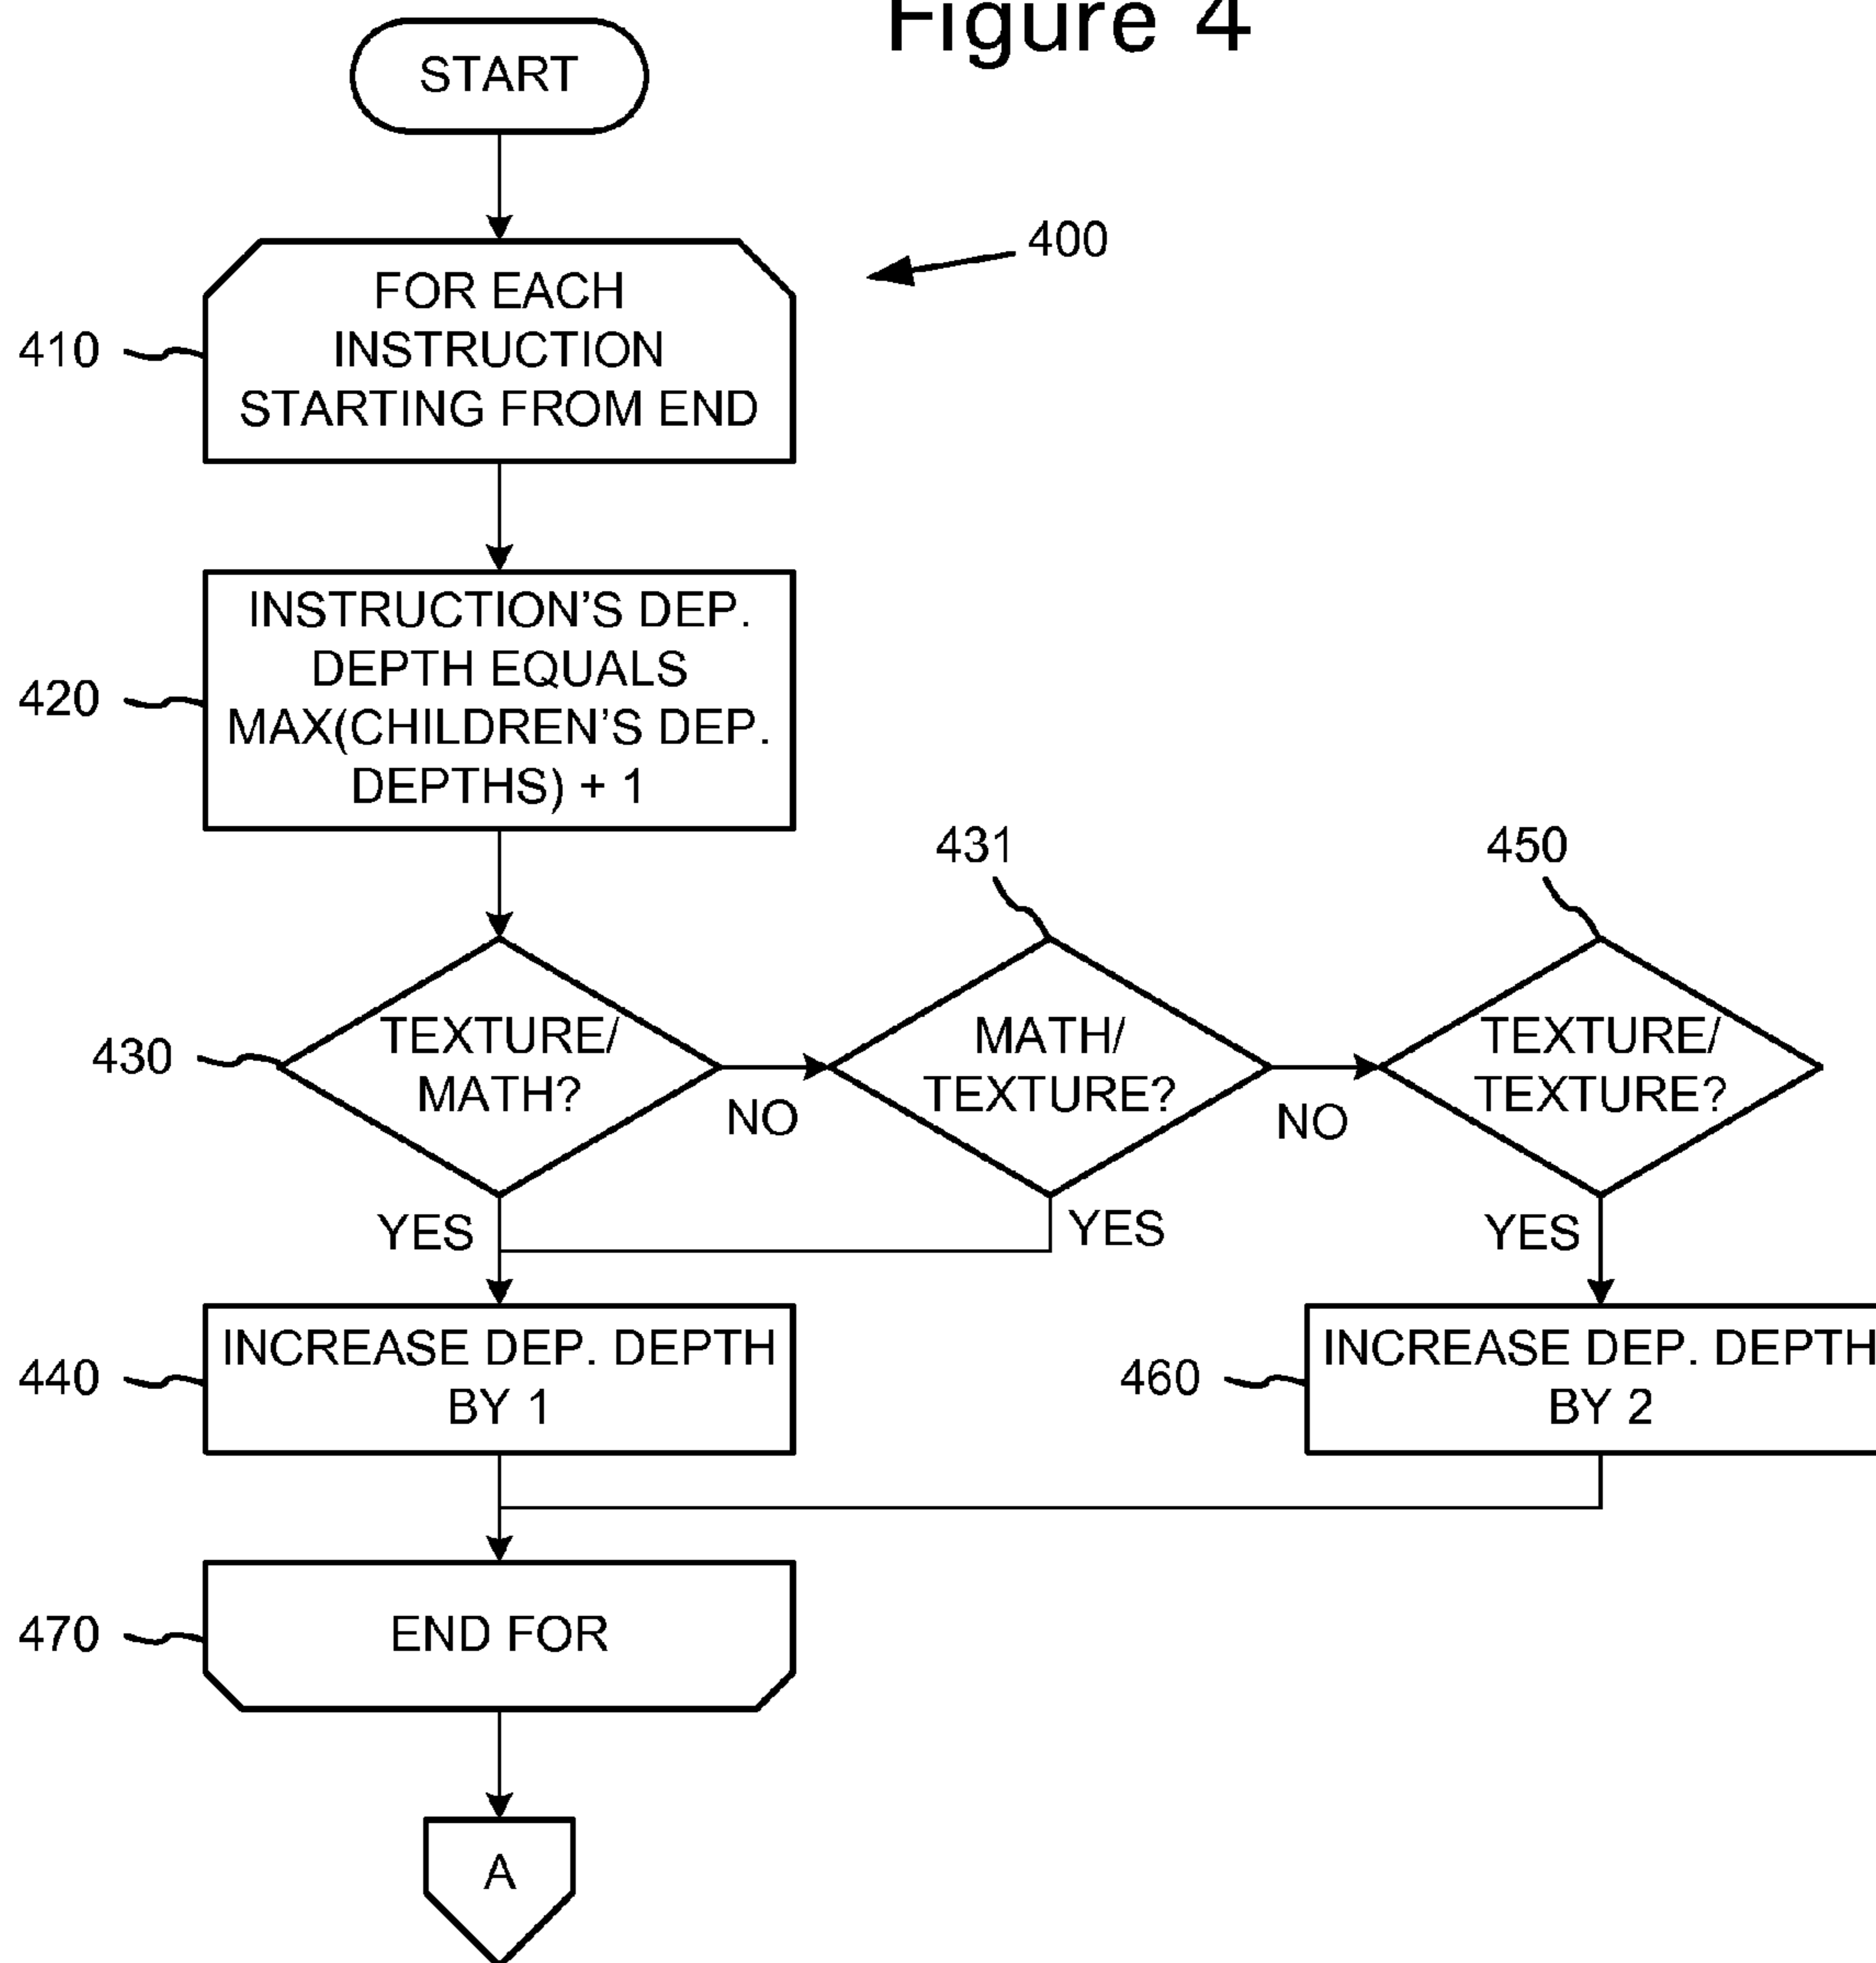 Figure 4
START
400
410
FOR EACH
INSTRUCTION
STARTING FROM END
420
INSTRUCTION'S DEP.
DEPTH EQUALS
MAX(CHILDREN'S DEP.
DEPTHS) + 1
431
450
430
TEXTURE/
MATH?
NO
MATH/
TEXTURE?
NO
TEXTURE/
TEXTURE?
YES
YES
YES
440
INCREASE DEP. DEPTH
BY 1
460
INCREASE DEP. DEPTH
BY 2
470
END FOR
A